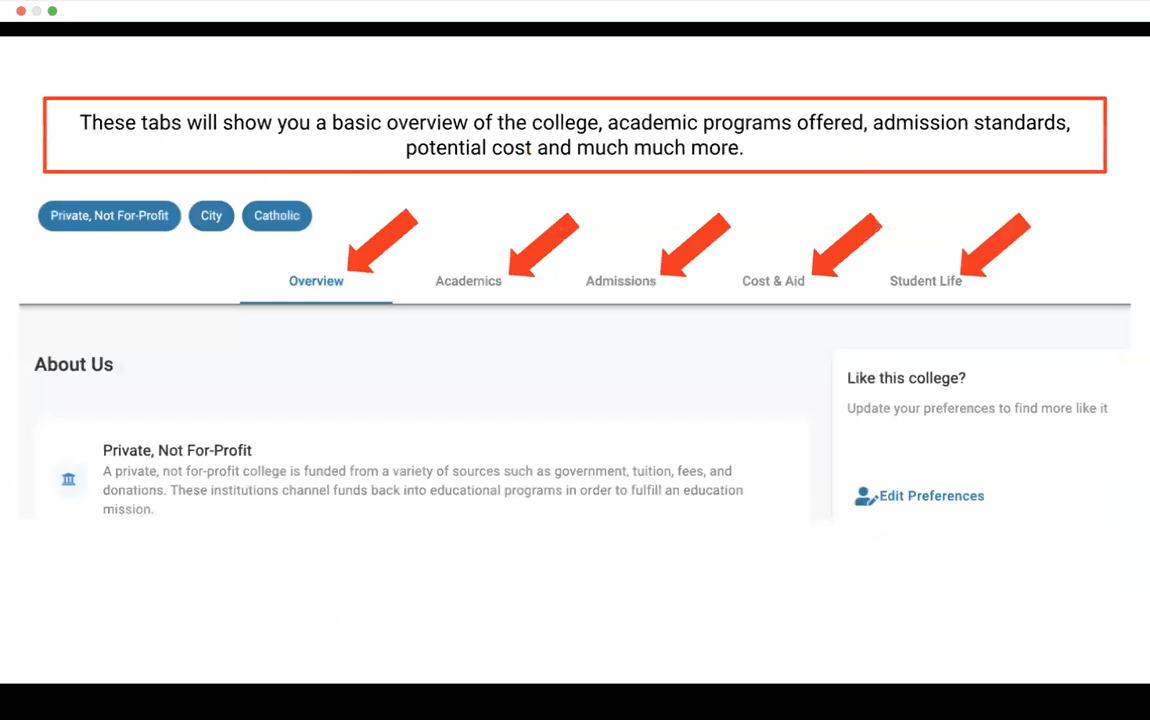 These tabs will show you a basic overview of the college, academic programs offered, admission standards,
potential cost and much much more.
Private, Not For-Profit City Catholic
Overview Academics Admissions Cost & Aid Student Life
About Us
Private, Not For-Profit
A private, not for-profit college is funded from a variety of sources such as government, tuition, fees, and
donations. These institutions channel funds back into educational programs in order to fulfill an education
mission.
Like this college?
Update your preferences to find more like it
Edit Preferences